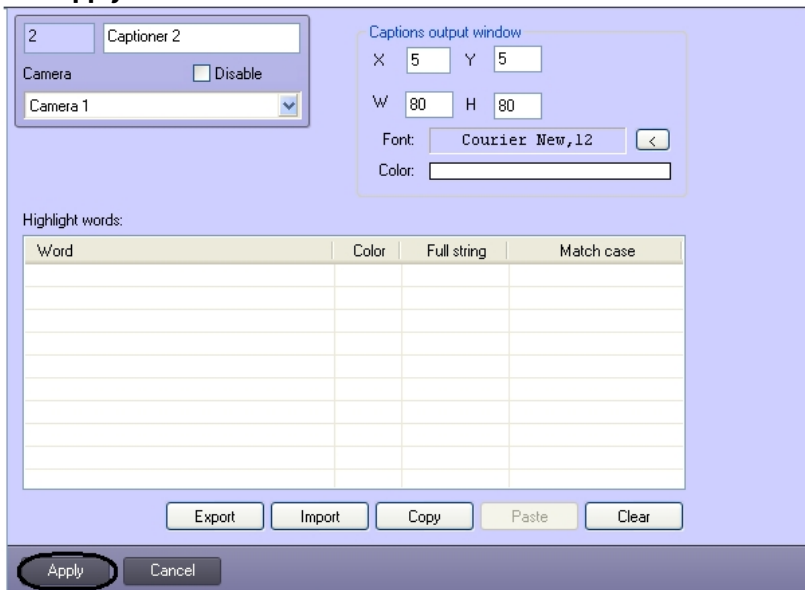 2 Captioner 2
Camera Disable
Camera 1
Captions output window
X 5 Y 5
W 80 H 80
Font: Courier New,12 <
Color:
Highlight words:
Word Color Full string Match case
Export Import Copy Paste Clear
Apply Cancel